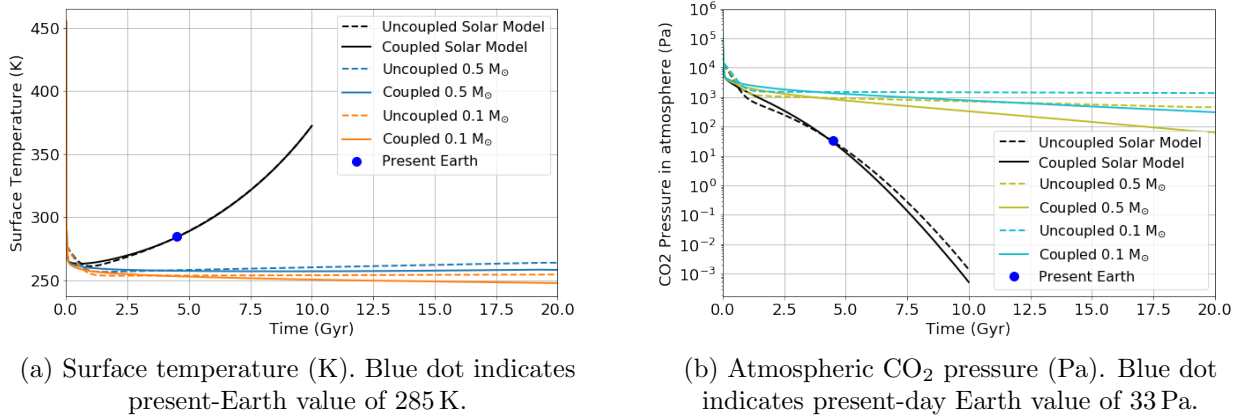 450
400
350
300
250
Surface Temperature (K)
0.0 2.5 5.0 7.5 10.0 12.5 15.0 17.5 20.0
Time (Gyr)
Uncoupled Solar Model
Coupled Solar Model
Uncoupled 0.5 M☉
Coupled 0.5 M☉
Uncoupled 0.1 M☉
Coupled 0.1 M☉
Present Earth
(a) Surface temperature (K). Blue dot indicates
present-Earth value of 285 K.
10⁶
10⁵
10⁴
10³
10²
10¹
10⁰
10⁻¹
10⁻²
10⁻³
CO2 Pressure in atmosphere (Pa)
0.0 2.5 5.0 7.5 10.0 12.5 15.0 17.5 20.0
Time (Gyr)
Uncoupled Solar Model
Coupled Solar Model
Uncoupled 0.5 M☉
Coupled 0.5 M☉
Uncoupled 0.1 M☉
Coupled 0.1 M☉
Present Earth
(b) Atmospheric CO₂ pressure (Pa). Blue dot
indicates present-day Earth value of 33 Pa.